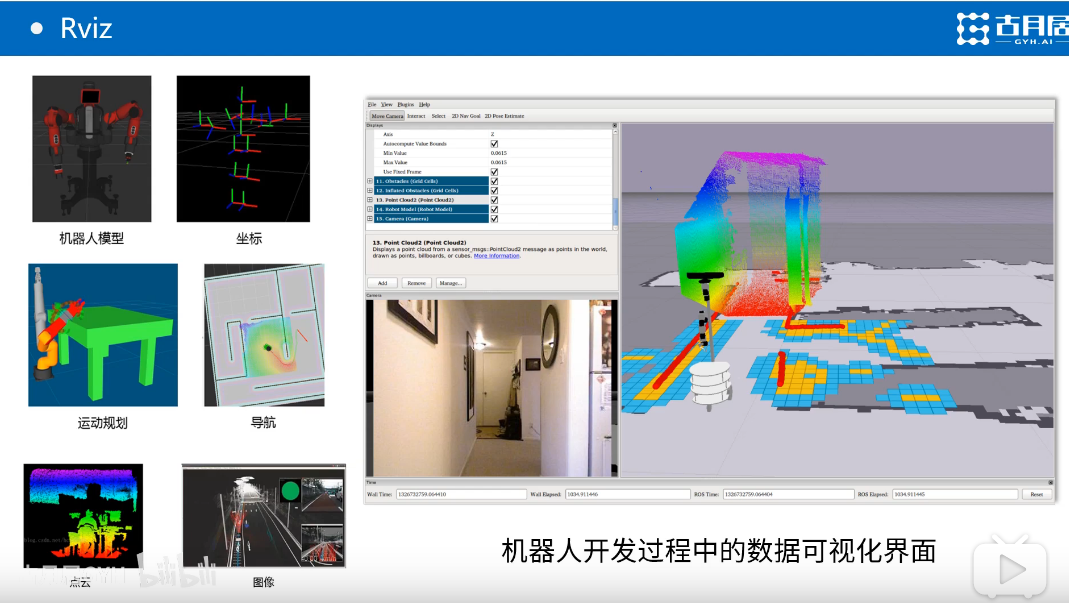 Rviz
古月居
GYH.AI
机器人模型
坐标
运动规划
导航
点云
图像
File View Plugins Help
Move Camera Interact Select 2D Nav Goal 2D Pose Estimate
Displays
Axis 2
Autocompute Value Bounds
Min Value 0.0615
Max Value 0.0615
Use Fixed Frame
11. Obstacles (Grid Cells)
12. Inflated Obstacles (Grid Cells)
13. Point Cloud2 (Point Cloud2)
14. Robot Model (Robot Model)
15. Camera (Camera)
13. Point Cloud2 (Point Cloud2)
Displays a point cloud from a sensor_msgs::PointCloud2 message as points in the world,
drawn as points, billboards, or cubes. More Information.
Add Remove Manage...
Camera
Time
Wall Time: 1326732759.064410 Wall Elapsed: 1034.911446 ROS Time: 1326732759.064404 ROS Elapsed: 1034.911445 Reset
机器人开发过程中的数据可视化界面
bilibili